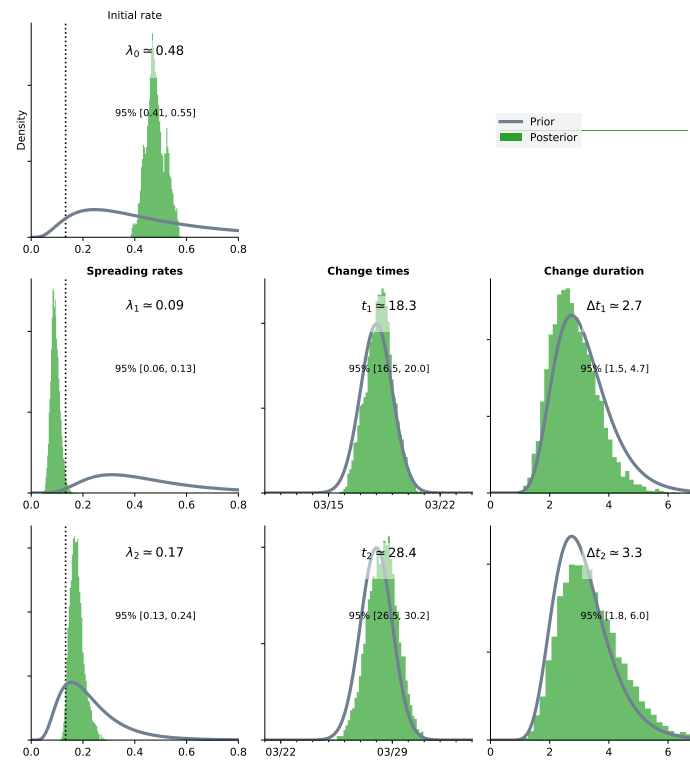 Initial rate
λ0 ≃ 0.48
95% [0.41, 0.55]
Density
0.0 0.2 0.4 0.6 0.8
Prior
Posterior
Spreading rates
λ1 ≃ 0.09
95% [0.06, 0.13]
0.0 0.2 0.4 0.6 0.8
Change times
t1 ≃ 18.3
95% [16.5, 20.0]
03/15 03/22
Change duration
Δt1 ≃ 2.7
95% [1.5, 4.7]
0 2 4 6
λ2 ≃ 0.17
95% [0.13, 0.24]
0.0 0.2 0.4 0.6 0.8
t2 ≃ 28.4
95% [26.5, 30.2]
03/22 03/29
Δt2 ≃ 3.3
95% [1.8, 6.0]
0 2 4 6